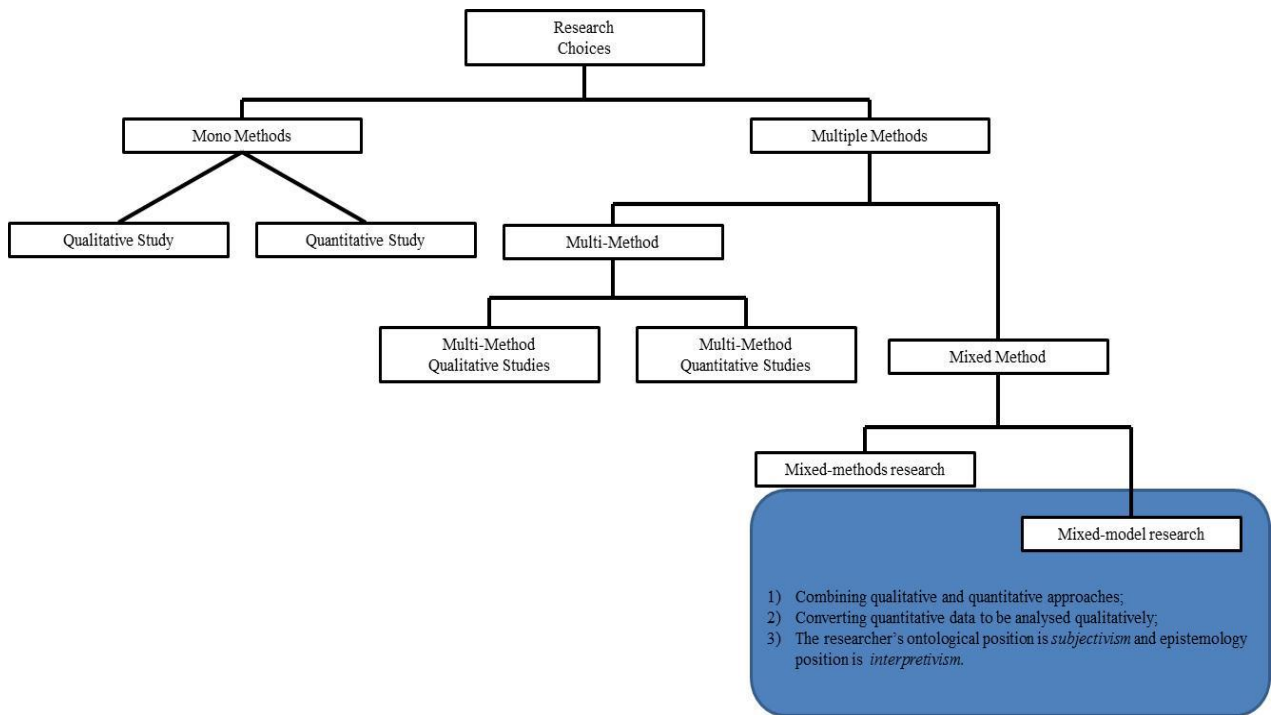 Research
Choices
Mono Methods
Multiple Methods
Qualitative Study
Quantitative Study
Multi-Method
Multi-Method
Qualitative Studies
Multi-Method
Quantitative Studies
Mixed Method
Mixed-methods research
Mixed-model research
1) Combining qualitative and quantitative approaches;
2) Converting quantitative data to be analysed qualitatively;
3) The researcher's ontological position is subjectivism and epistemology
position is interpretivism.